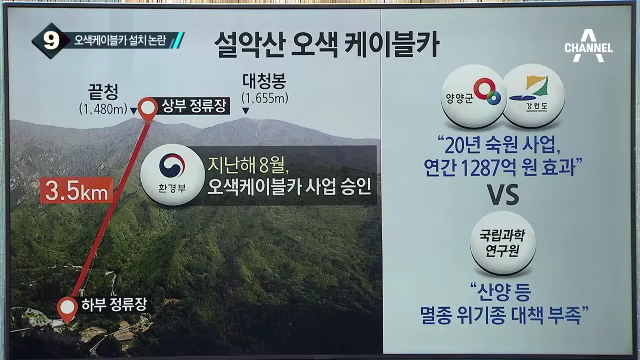 9 오색케이블카 설치 논란
CHANNEL A
설악산 오색 케이블카
끝청
(1,480m)
대청봉
(1,655m)
상부 정류장
3.5km
환경부
지난해 8월,
오색케이블카 사업 승인
하부 정류장
양양군
강원도
“20년 숙원 사업,
연간 1287억 원 효과”
VS
국립과학
연구원
“산양 등
멸종 위기종 대책 부족”